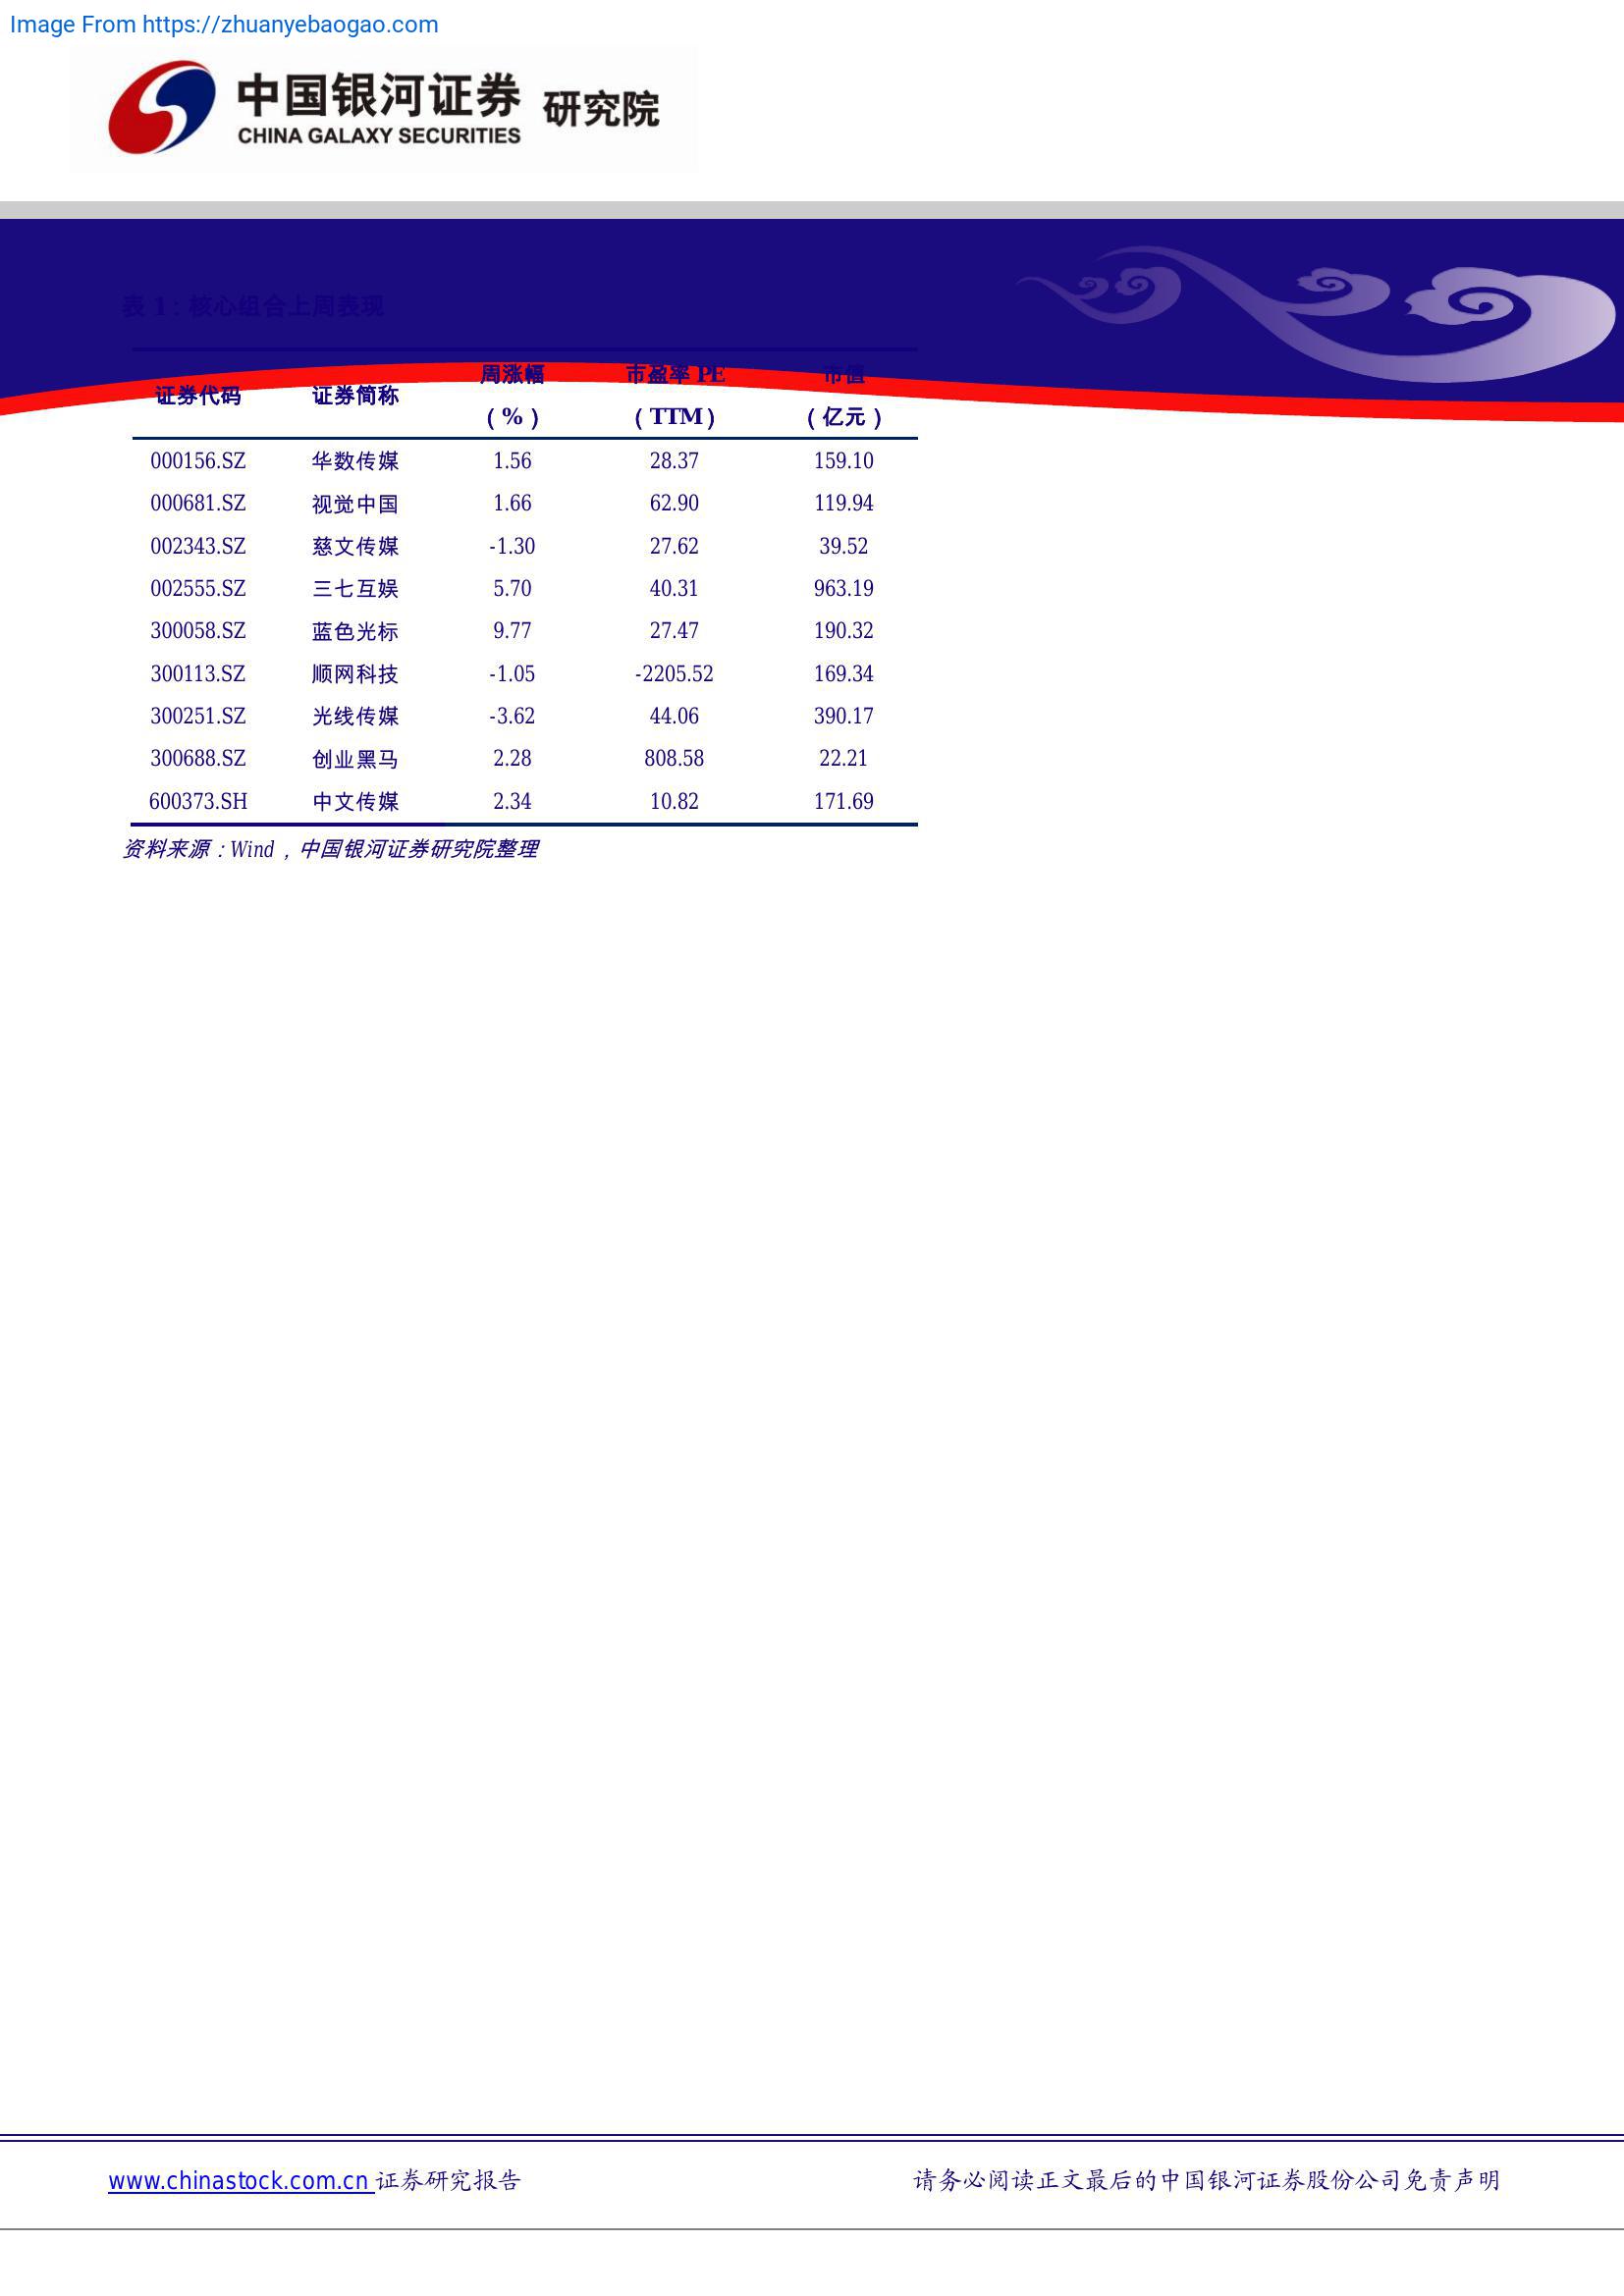 Image From https://zhuanyebaogao.com
中国银河证券 研究院
CHINA GALAXY SECURITIES
表 1：核心组合上周表现
证券代码 证券简称 周涨幅（%） 市盈率 PE（TTM） 市值（亿元）
000156.SZ 华数传媒 1.56 28.37 159.10
000681.SZ 视觉中国 1.66 62.90 119.94
002343.SZ 慈文传媒 -1.30 27.62 39.52
002555.SZ 三七互娱 5.70 40.31 963.19
300058.SZ 蓝色光标 9.77 27.47 190.32
300113.SZ 顺网科技 -1.05 -2205.52 169.34
300251.SZ 光线传媒 -3.62 44.06 390.17
300688.SZ 创业黑马 2.28 808.58 22.21
600373.SH 中文传媒 2.34 10.82 171.69
资料来源：Wind，中国银河证券研究院整理
www.chinastock.com.cn 证券研究报告 请务必阅读正文最后的中国银河证券股份公司免责声明